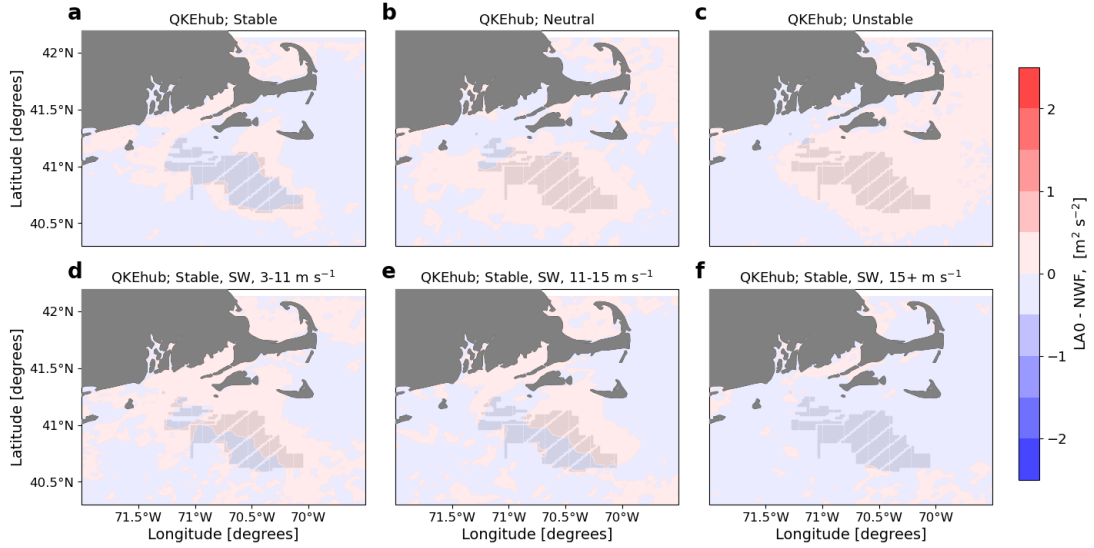 a QKEhub; Stable
b QKEhub; Neutral
c QKEhub; Unstable
42°N
41.5°N
41°N
40.5°N
Latitude [degrees]
d QKEhub; Stable, SW, 3-11 m s⁻¹
e QKEhub; Stable, SW, 11-15 m s⁻¹
f QKEhub; Stable, SW, 15+ m s⁻¹
42°N
41.5°N
41°N
40.5°N
Latitude [degrees]
71.5°W 71°W 70.5°W 70°W
71.5°W 71°W 70.5°W 70°W
71.5°W 71°W 70.5°W 70°W
Longitude [degrees]
Longitude [degrees]
Longitude [degrees]
2
1
0
−1
−2
LA0 - NWF, [m² s⁻²]